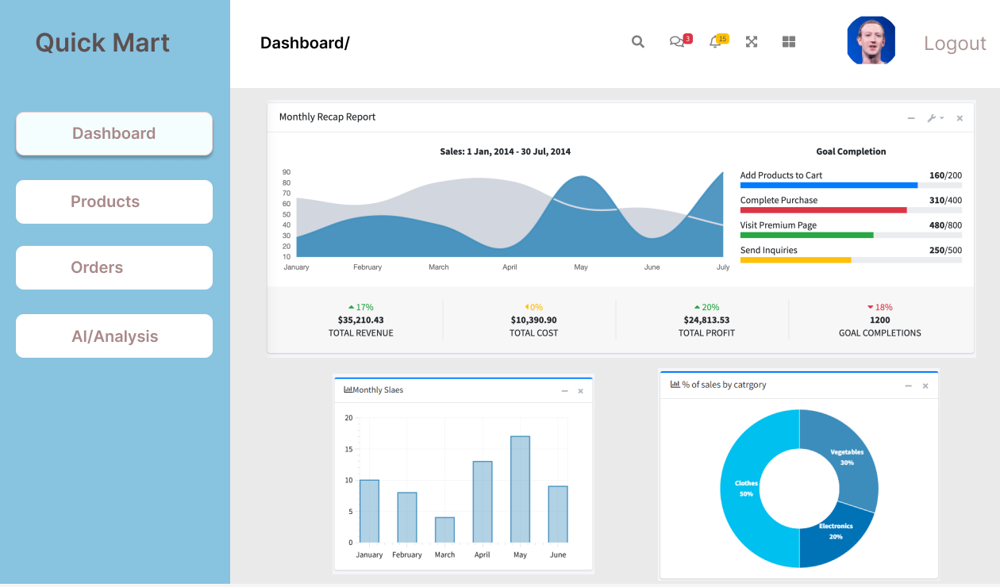 Quick Mart
Dashboard/
3
15
Logout
Dashboard
Products
Orders
AI/Analysis
Monthly Recap Report
Sales: 1 Jan, 2014 - 30 Jul, 2014
90
80
70
60
50
40
30
20
10
January February March April May June July
Goal Completion
Add Products to Cart 160/200
Complete Purchase 310/400
Visit Premium Page 480/800
Send Inquiries 250/500
17%
$35,210.43
TOTAL REVENUE
0%
$10,390.90
TOTAL COST
20%
$24,813.53
TOTAL PROFIT
18%
1200
GOAL COMPLETIONS
Monthly Slaes
20
15
10
5
0
January February March April May June
% of sales by catrgory
Vegetables
30%
Clothes
50%
Electronics
20%